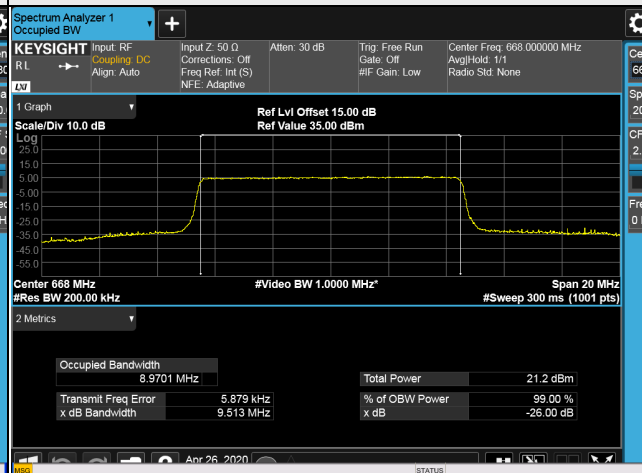 Spectrum Analyzer 1
Occupied BW
KEYSIGHT
RL
LXI
Input: RF
Coupling: DC
Align: Auto
Input Z: 50 Ω
Corrections: Off
Freq Ref: Int (S)
NFE: Adaptive
Atten: 30 dB
Trig: Free Run
Gate: Off
#IF Gain: Low
Center Freq: 668.000000 MHz
Avg|Hold: 1/1
Radio Std: None
1 Graph
Scale/Div 10.0 dB
Ref Lvl Offset 15.00 dB
Ref Value 35.00 dBm
Log
25.0
15.0
5.00
-5.00
-15.0
-25.0
-35.0
-45.0
-55.0
Center 668 MHz
#Res BW 200.00 kHz
#Video BW 1.0000 MHz*
Span 20 MHz
#Sweep 300 ms (1001 pts)
2 Metrics
Occupied Bandwidth
8.9701 MHz
Total Power 21.2 dBm
Transmit Freq Error 5.879 kHz
% of OBW Power 99.00 %
x dB Bandwidth 9.513 MHz
x dB -26.00 dB
Apr 26, 2020
MSG
STATUS